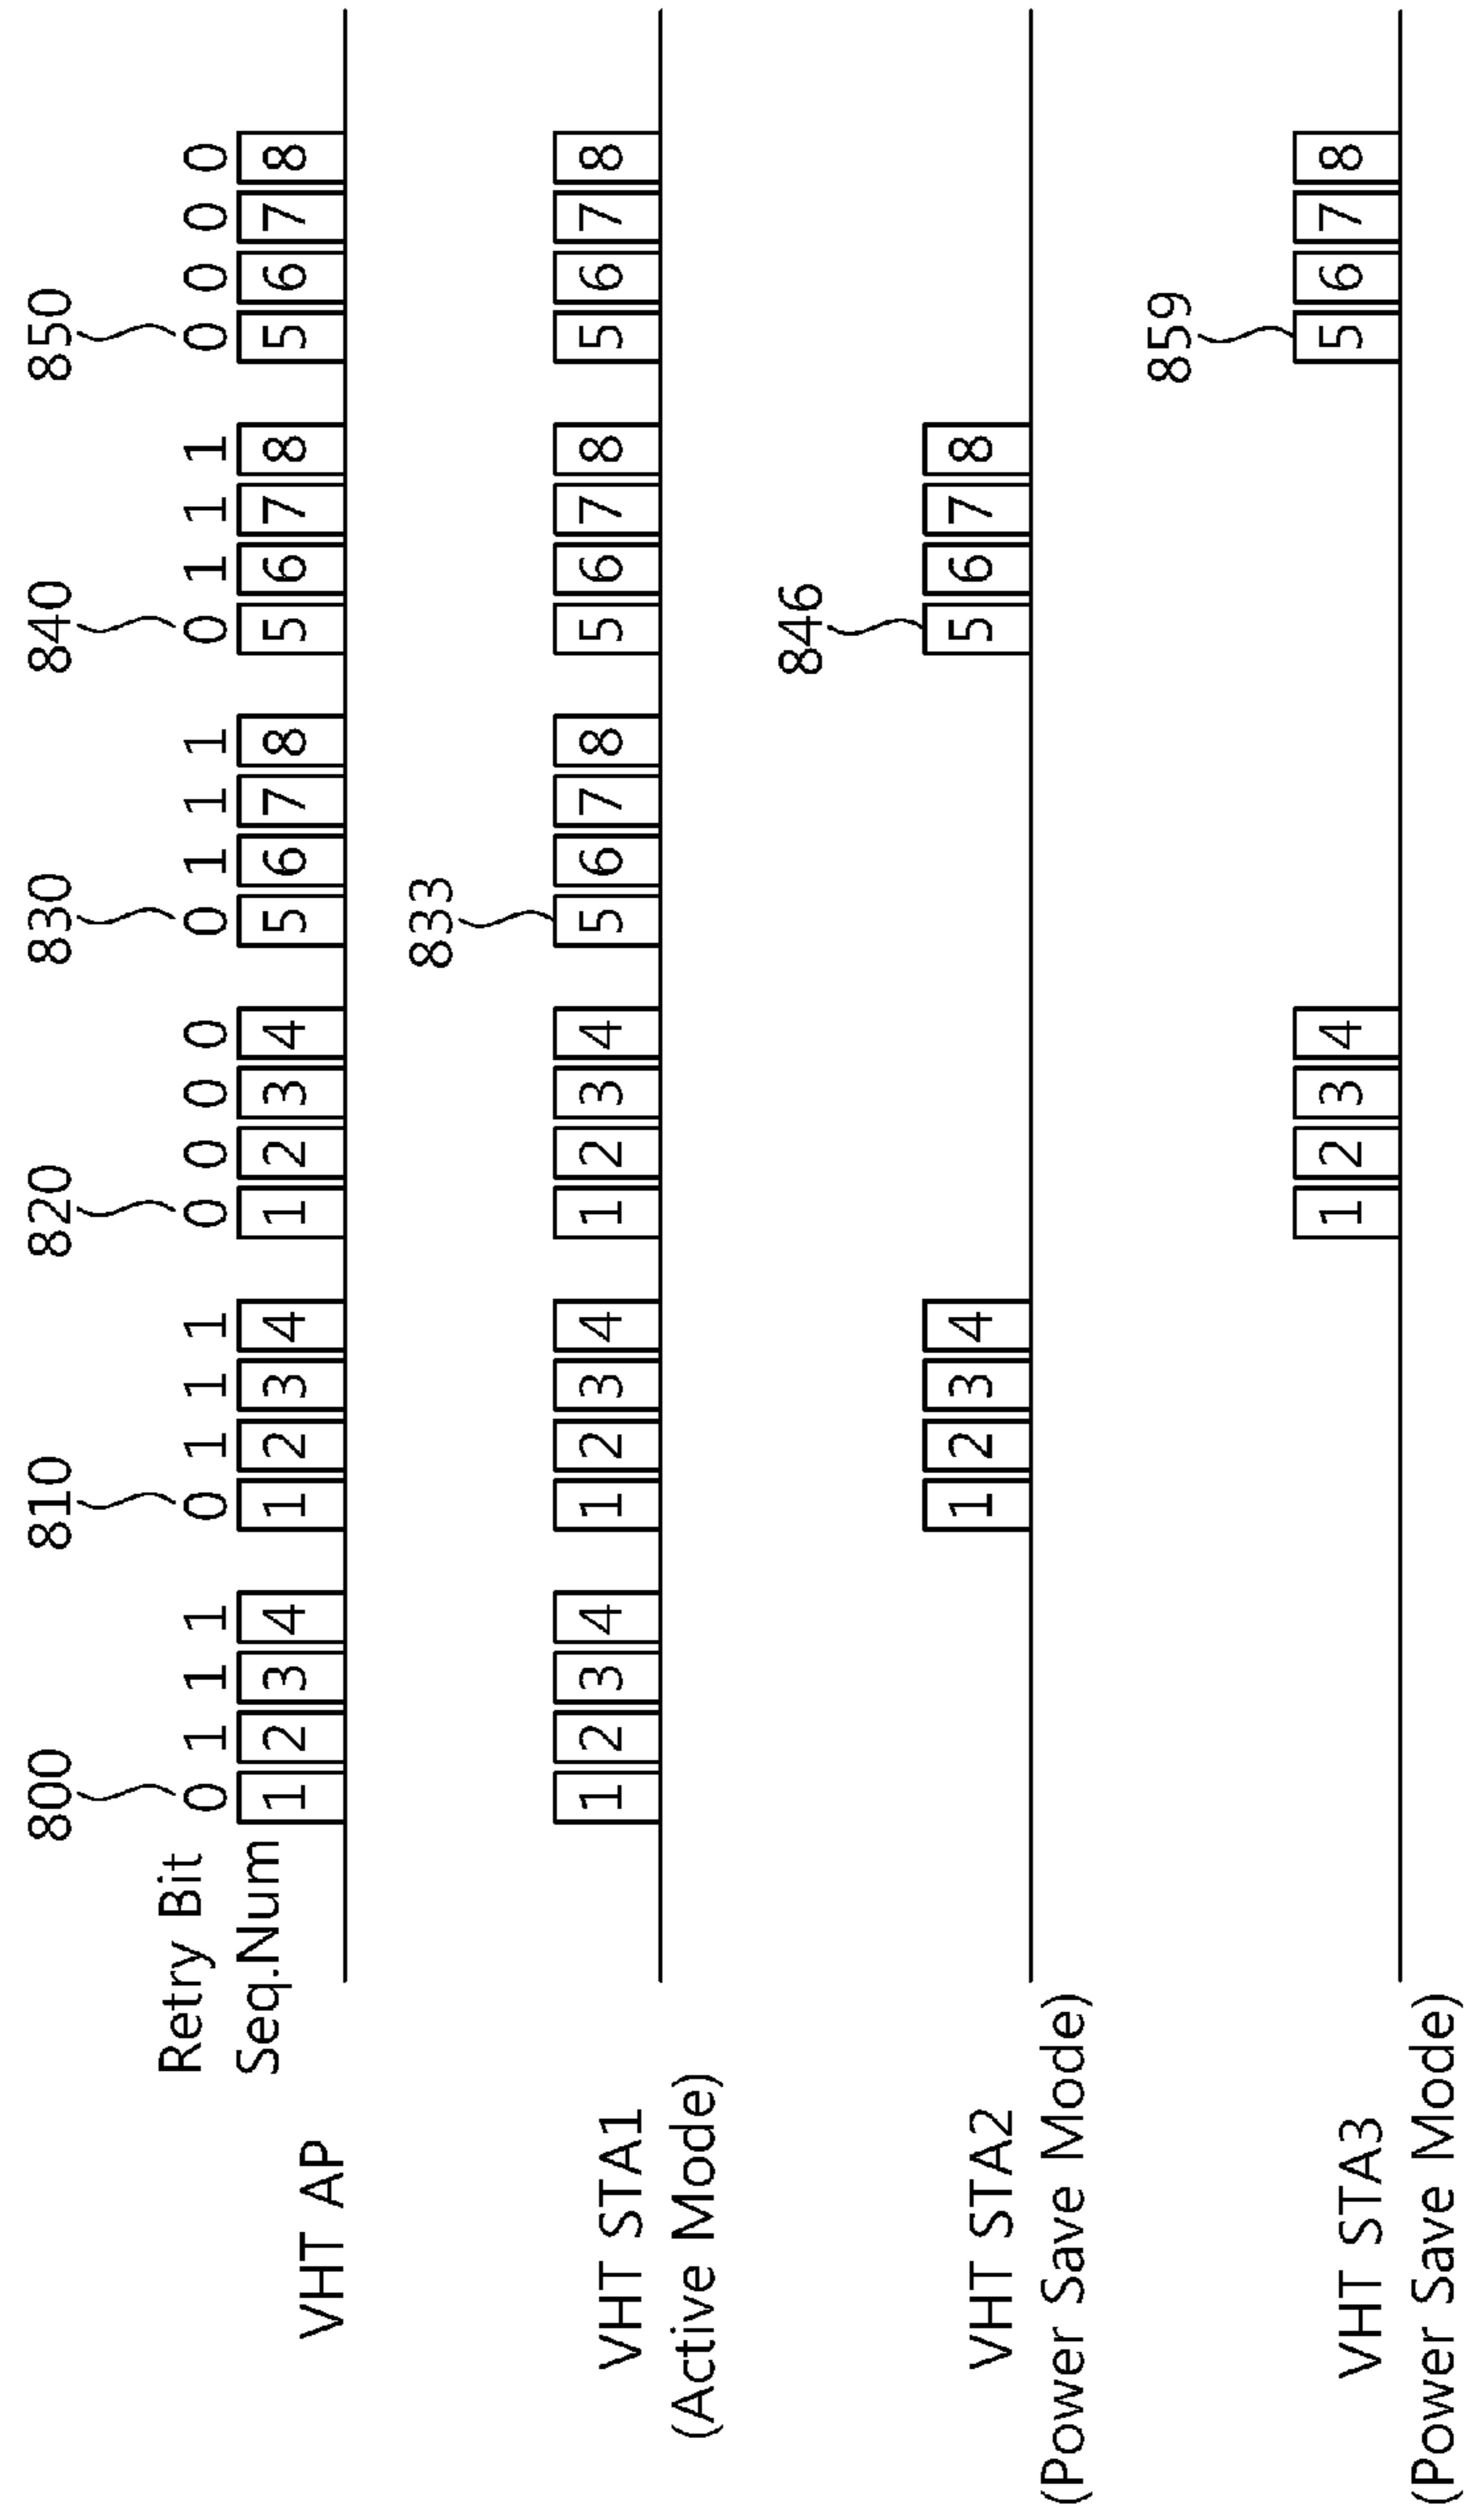 800 810 820 830 840 850
Retry Bit 0 1 1 1 0 1 1 1 0 0 0 0 0 1 1 1 0 1 1 1 0 0 0 0
Seq.Num 1 2 3 4 1 2 3 4 1 2 3 4 5 6 7 8 5 6 7 8 5 6 7 8
VHT AP
833
1 2 3 4 1 2 3 4 1 2 3 4 5 6 7 8 5 6 7 8 5 6 7 8
VHT STA1
(Active Mode)
846
1 2 3 4 5 6 7 8
VHT STA2
(Power Save Mode)
859
1 2 3 4 5 6 7 8
VHT STA3
(Power Save Mode)